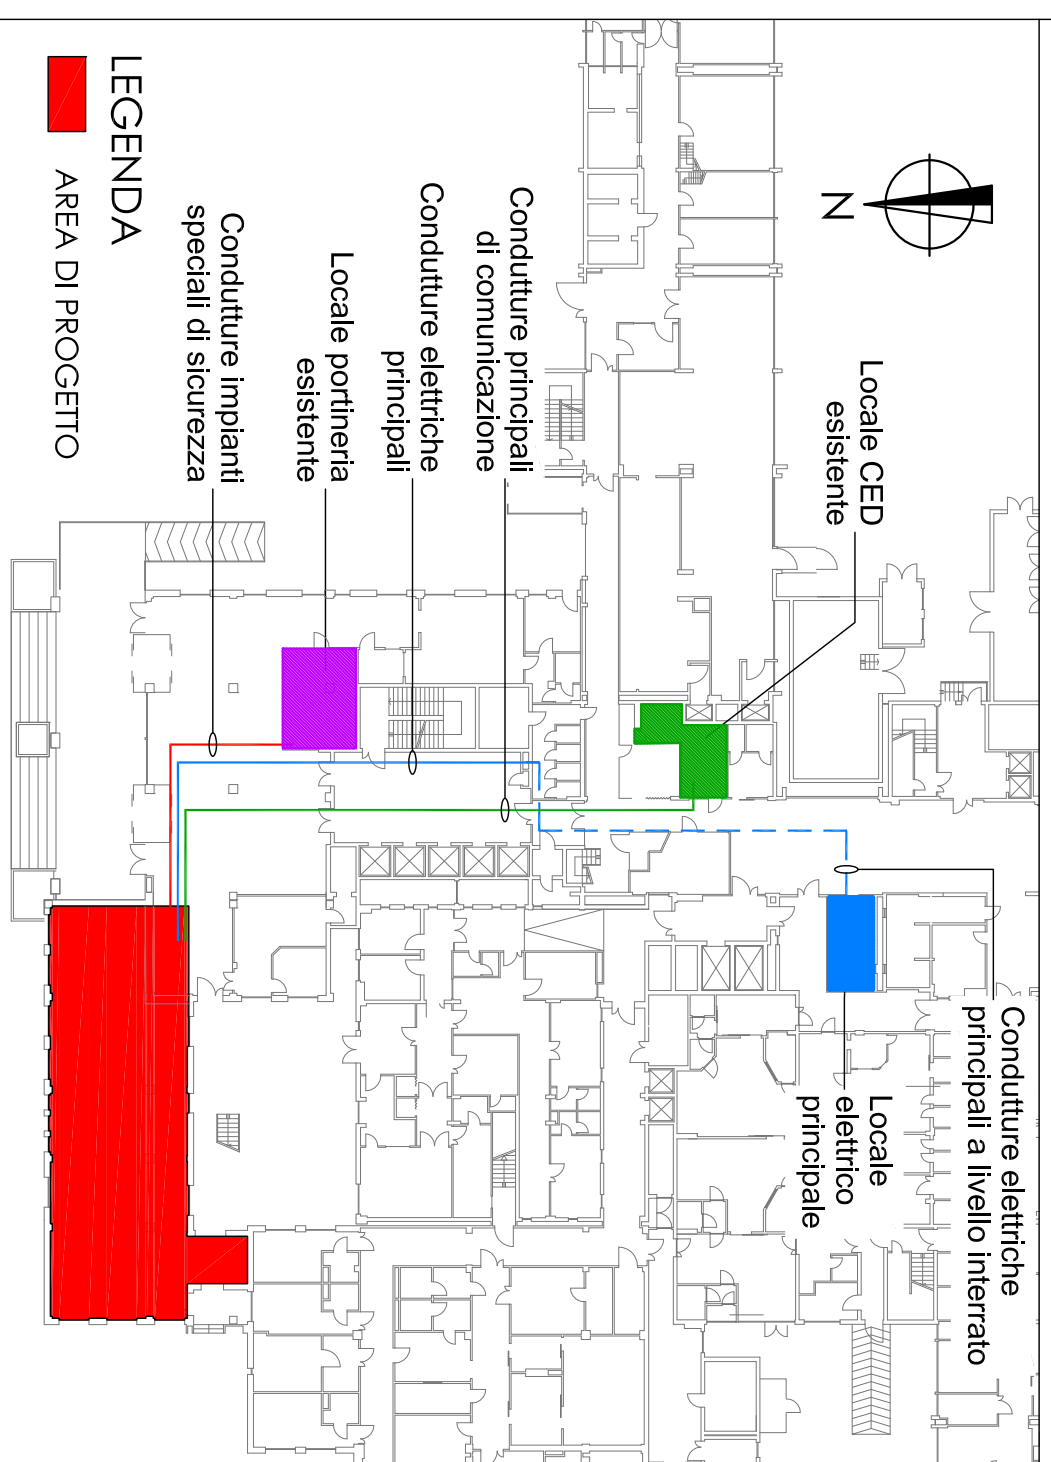 N
Locale CED
esistente
Condutture principali
di comunicazione
Condutture elettriche
principali
Locale portineria
esistente
Condutture impianti
speciali di sicurezza
LEGENDA
AREA DI PROGETTO
Condutture elettriche
principali a livello interrato
Locale
elettrico
principale